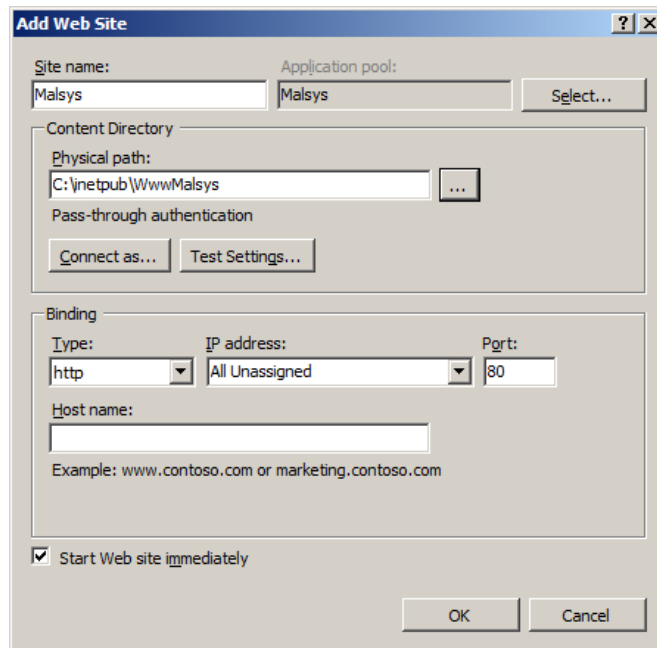 Add Web Site
Site name: Application pool:
Malsys Malsys Select...
Content Directory
Physical path:
C:\inetpub\WwwMalsys ...
Pass-through authentication
Connect as... Test Settings...
Binding
Type: IP address: Port:
http All Unassigned 80
Host name:
Example: www.contoso.com or marketing.contoso.com
Start Web site immediately
OK Cancel